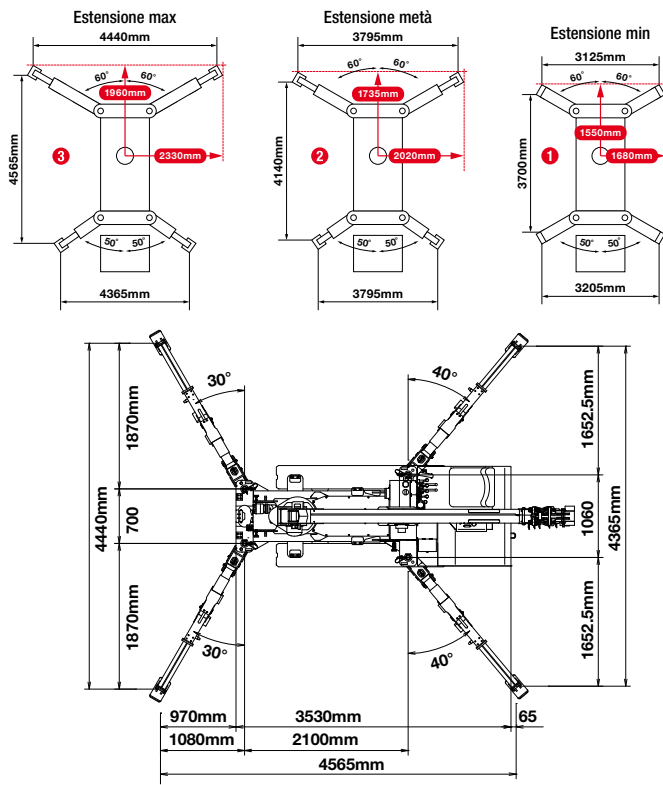 Estensione max
4440mm
60°
60°
1960mm
2330mm
4565mm
3
50°
50°
4365mm
Estensione metà
3795mm
60°
60°
1735mm
2020mm
4140mm
2
50°
50°
3795mm
Estensione min
3125mm
60°
60°
1550mm
1680mm
3700mm
1
50°
50°
3205mm
30°
40°
1870mm
1652.5mm
4440mm
700
1060
4365mm
1870mm
1652.5mm
30°
40°
970mm
3530mm
65
1080mm
2100mm
4565mm